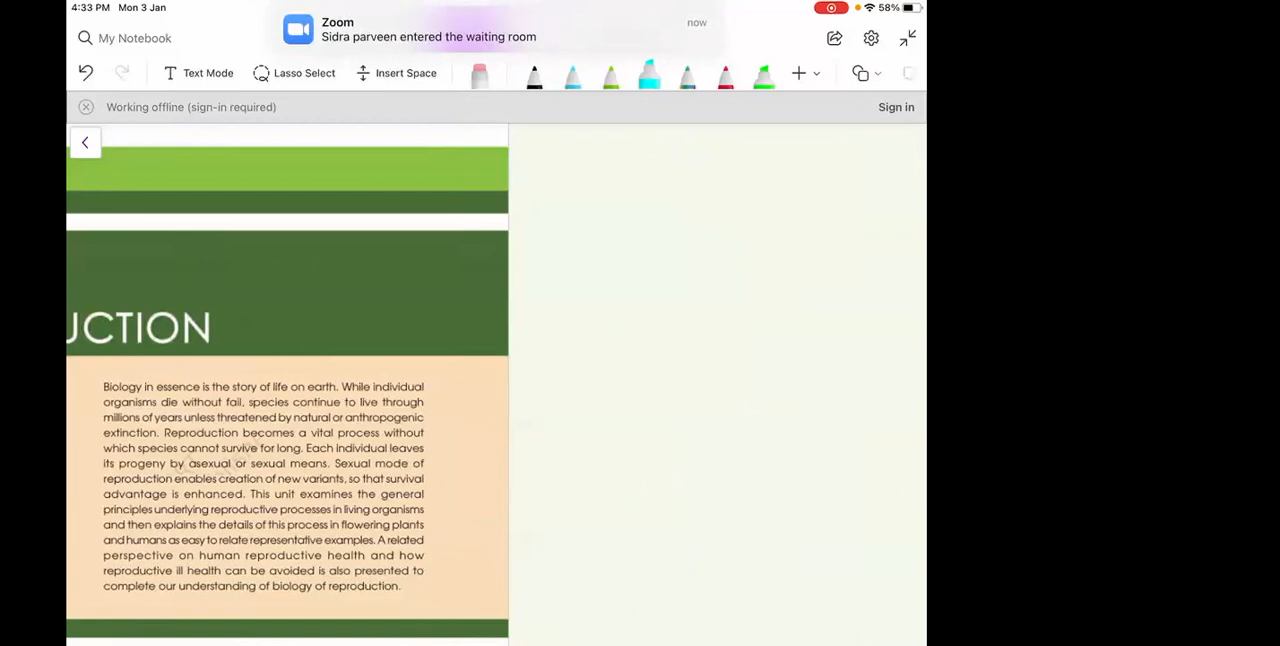 4:33 PM Mon 3 Jan
58%
Zoom
now
Sidra parveen entered the waiting room
My Notebook
Text Mode
Lasso Select
Insert Space
Working offline (sign-in required)
Sign in
UCTION
Biology in essence is the story of life on earth. While individual
organisms die without fail, species continue to live through
millions of years unless threatened by natural or anthropogenic
extinction. Reproduction becomes a vital process without
which species cannot survive for long. Each individual leaves
its progeny by asexual or sexual means. Sexual mode of
reproduction enables creation of new variants, so that survival
advantage is enhanced. This unit examines the general
principles underlying reproductive processes in living organisms
and then explains the details of this process in flowering plants
and humans as easy to relate representative examples. A related
perspective on human reproductive health and how
reproductive ill health can be avoided is also presented to
complete our understanding of biology of reproduction.